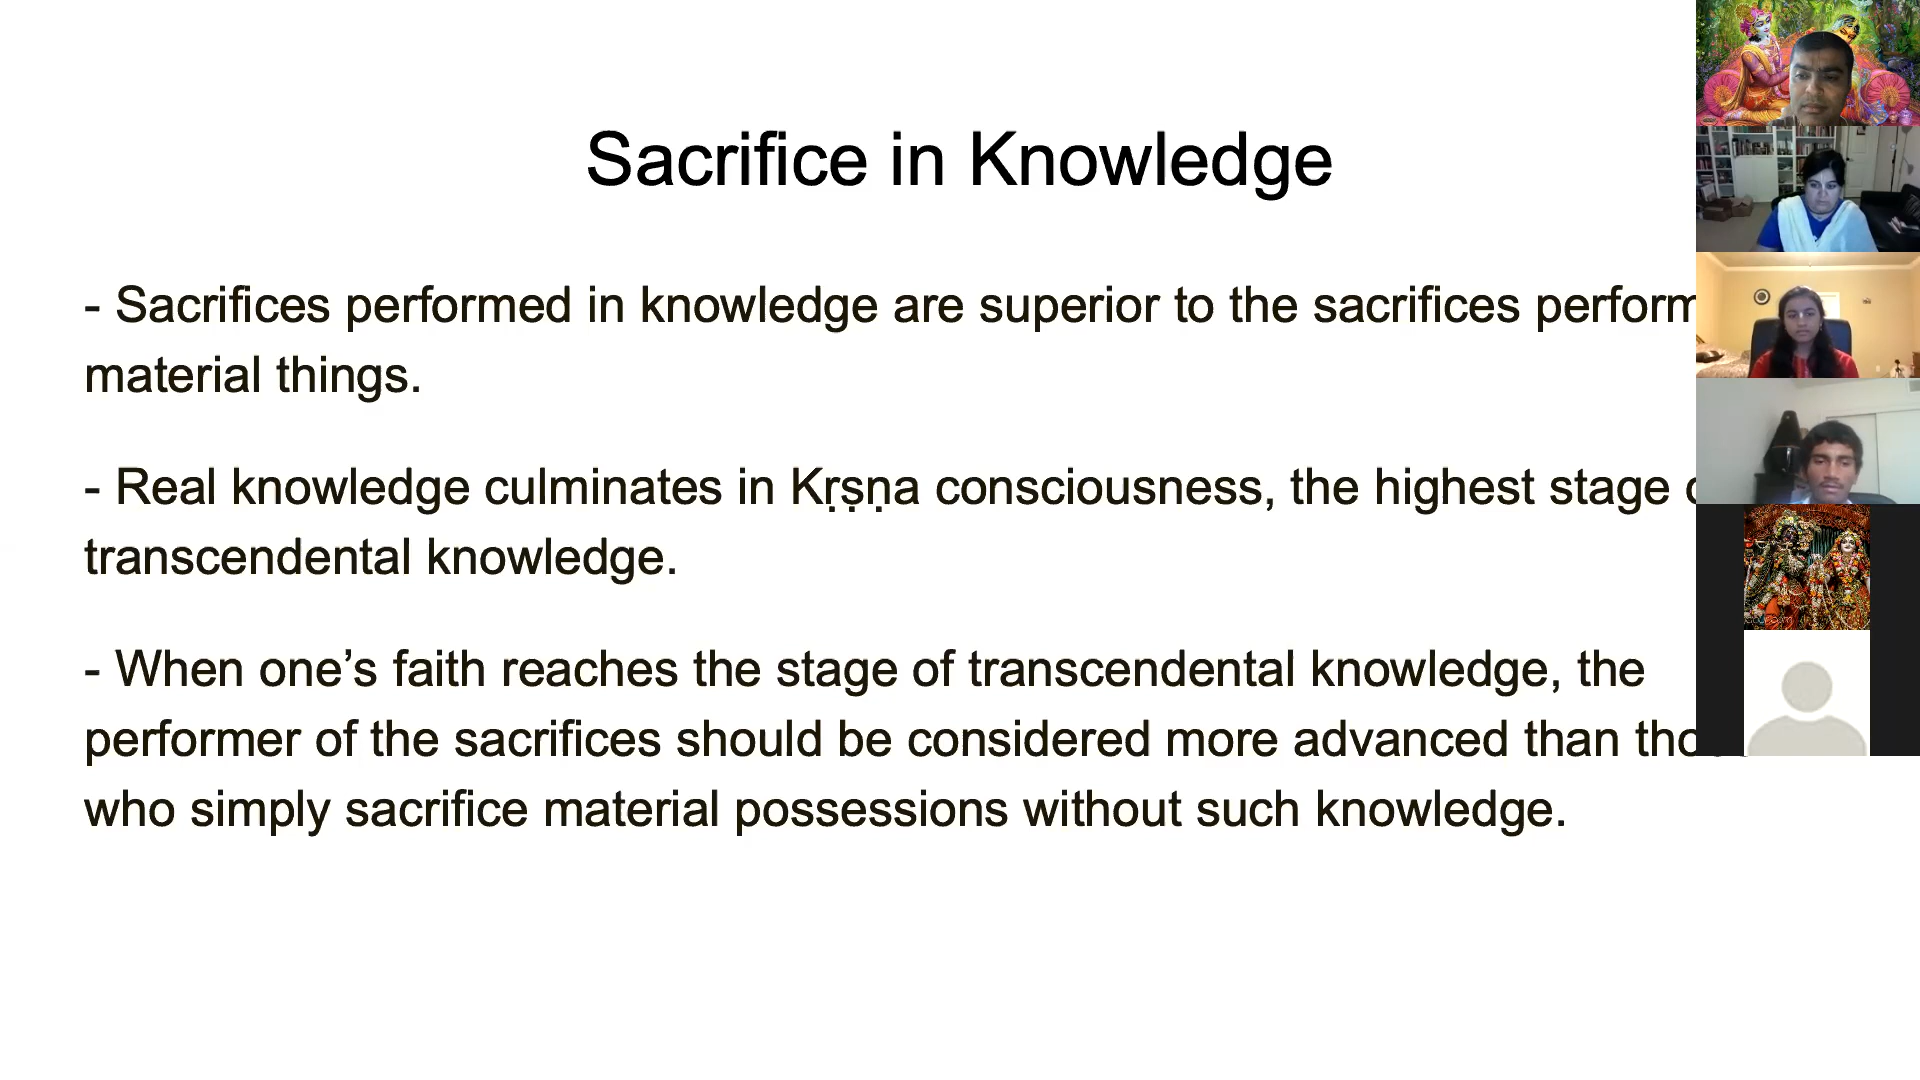 Sacrifice in Knowledge
- Sacrifices performed in knowledge are superior to the sacrifices perform
material things.
- Real knowledge culminates in Kṛṣṇa consciousness, the highest stage
transcendental knowledge.
- When one’s faith reaches the stage of transcendental knowledge, the
performer of the sacrifices should be considered more advanced than
who simply sacrifice material possessions without such knowledge.